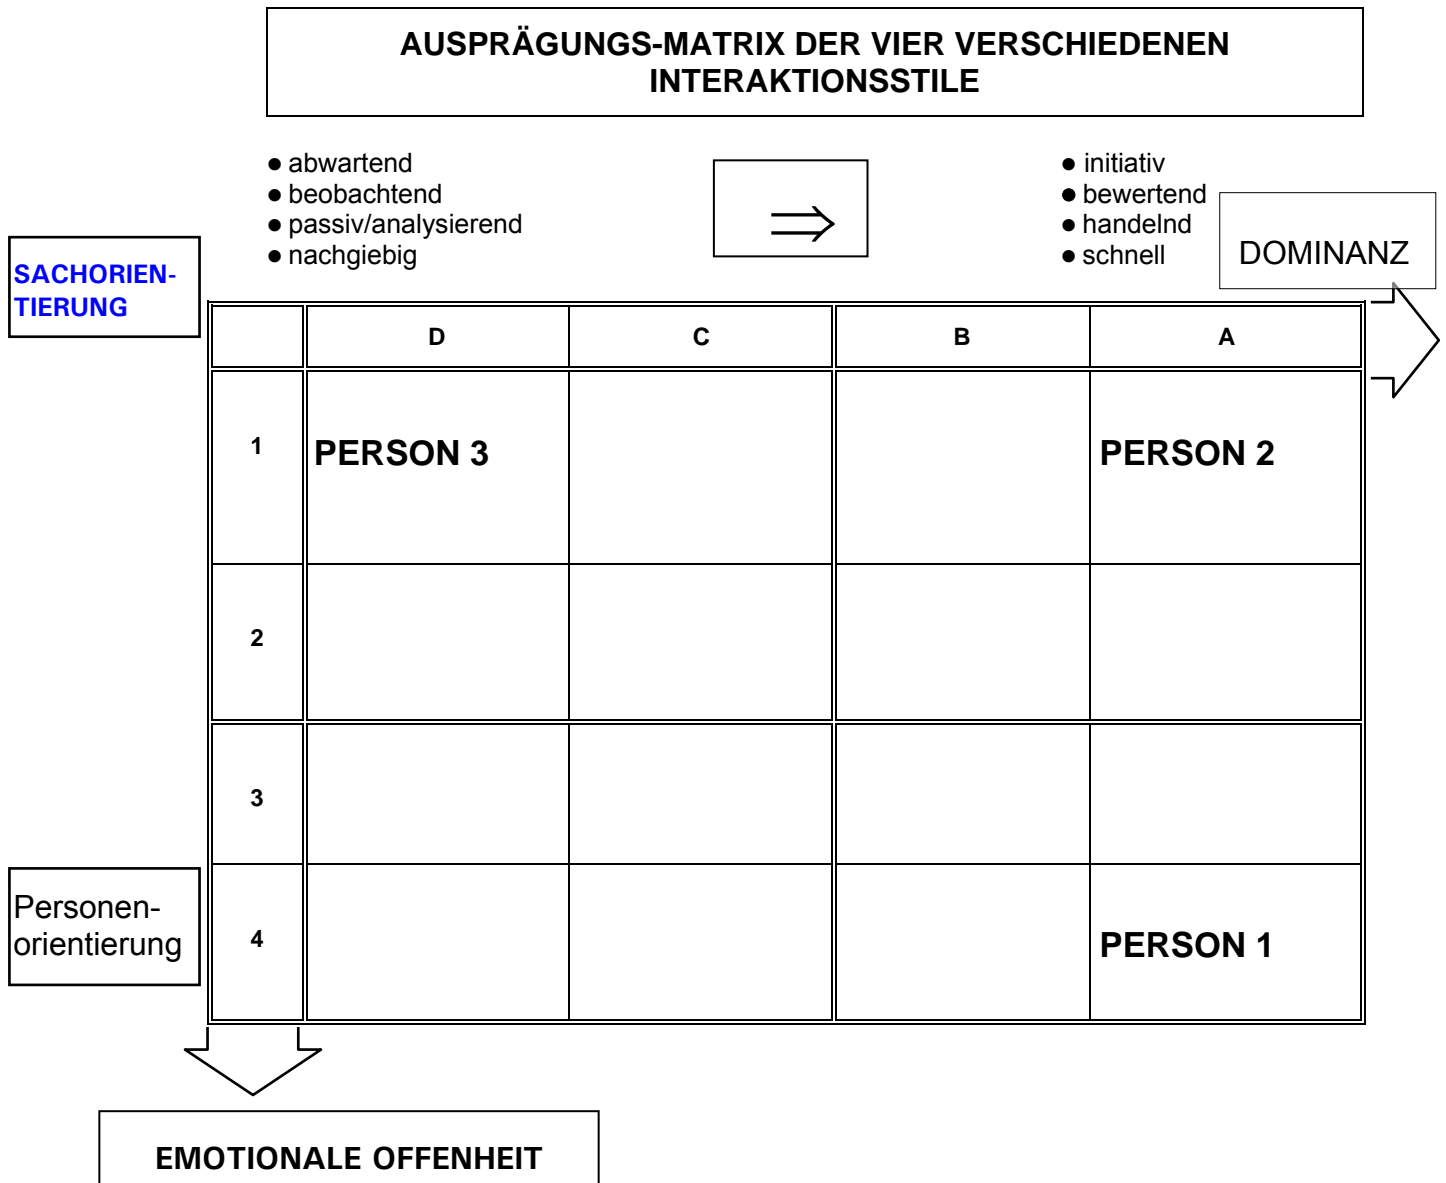 AUSPRÄGUNGS-MATRIX DER VIER VERSCHIEDENEN
INTERAKTIONSSTILE
● abwartend
● beobachtend
● passiv/analysierend
● nachgiebig
⇒
● initiativ
● bewertend
● handelnd
● schnell
DOMINANZ
SACHORIEN-
TIERUNG
D C B A
1 PERSON 3 PERSON 2
2
3
Personen-
orientierung
4 PERSON 1
EMOTIONALE OFFENHEIT